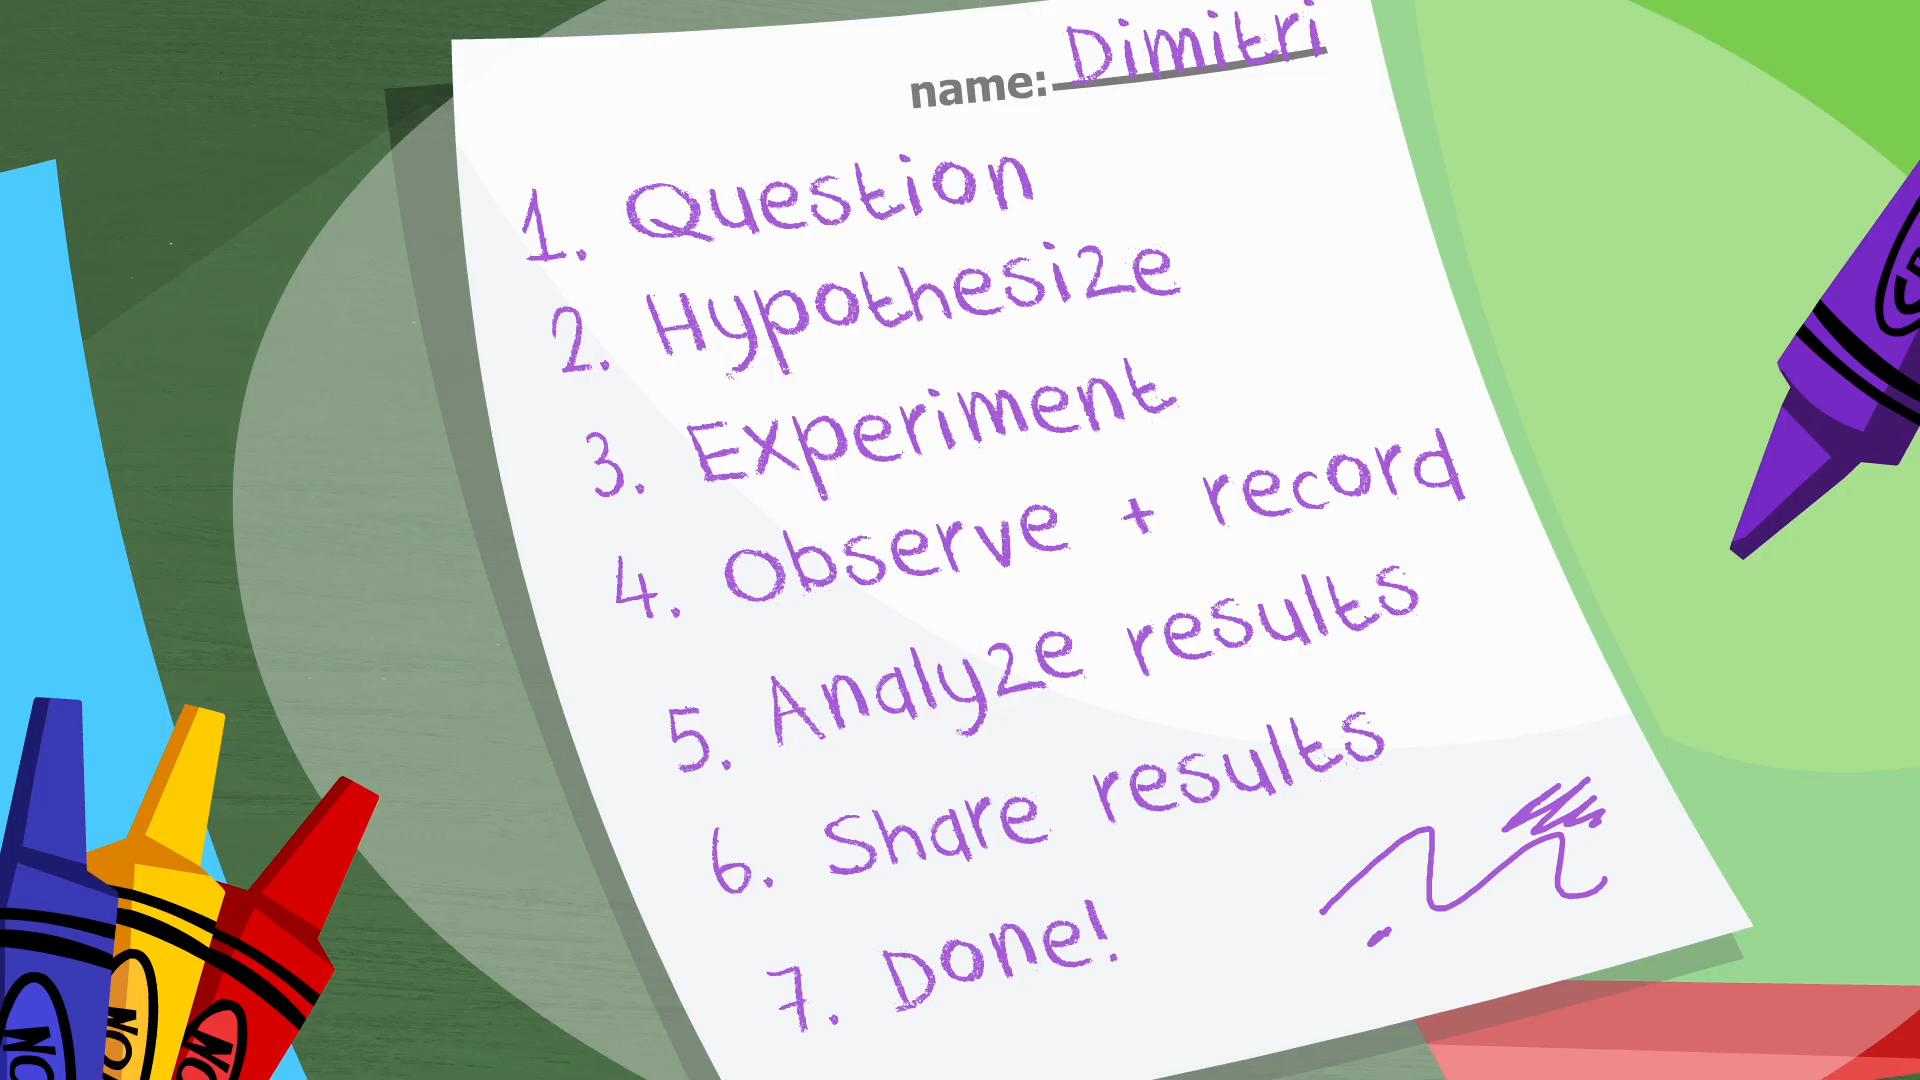 name: Dimitri
1. Question
2. Hypothesize
3. Experiment
4. Observe + record
5. Analyze results
6. Share results
7. Done!